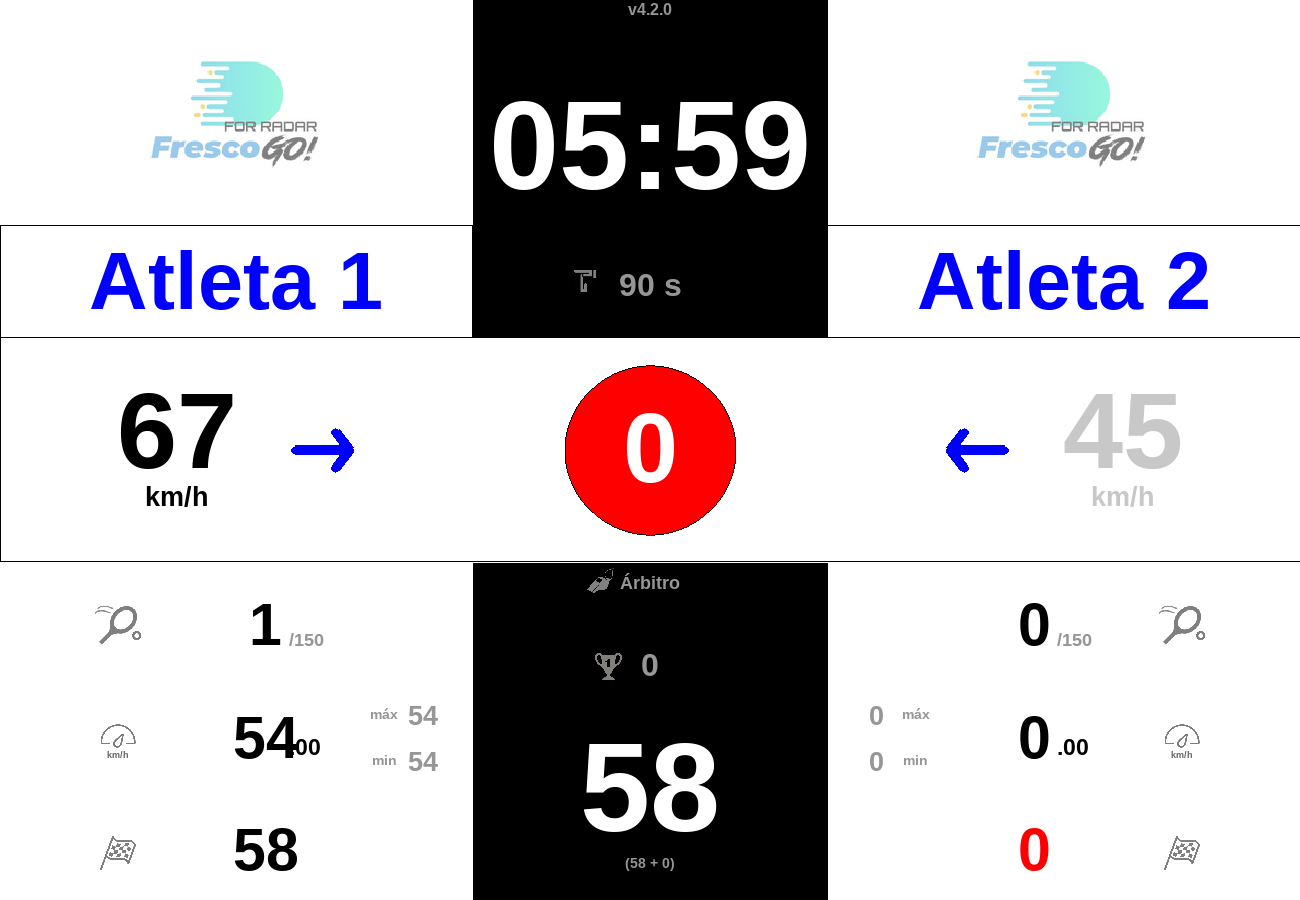 v4.2.0
FOR RADAR
FrescoGO!
05:59
FOR RADAR
FrescoGO!
Atleta 1
90 s
Atleta 2
67
km/h
0
45
km/h
Árbitro
1 /150
0
0 /150
54.00
máx 54
min 54
km/h
58
0 máx
0 min
0 .00
km/h
58
(58 + 0)
0